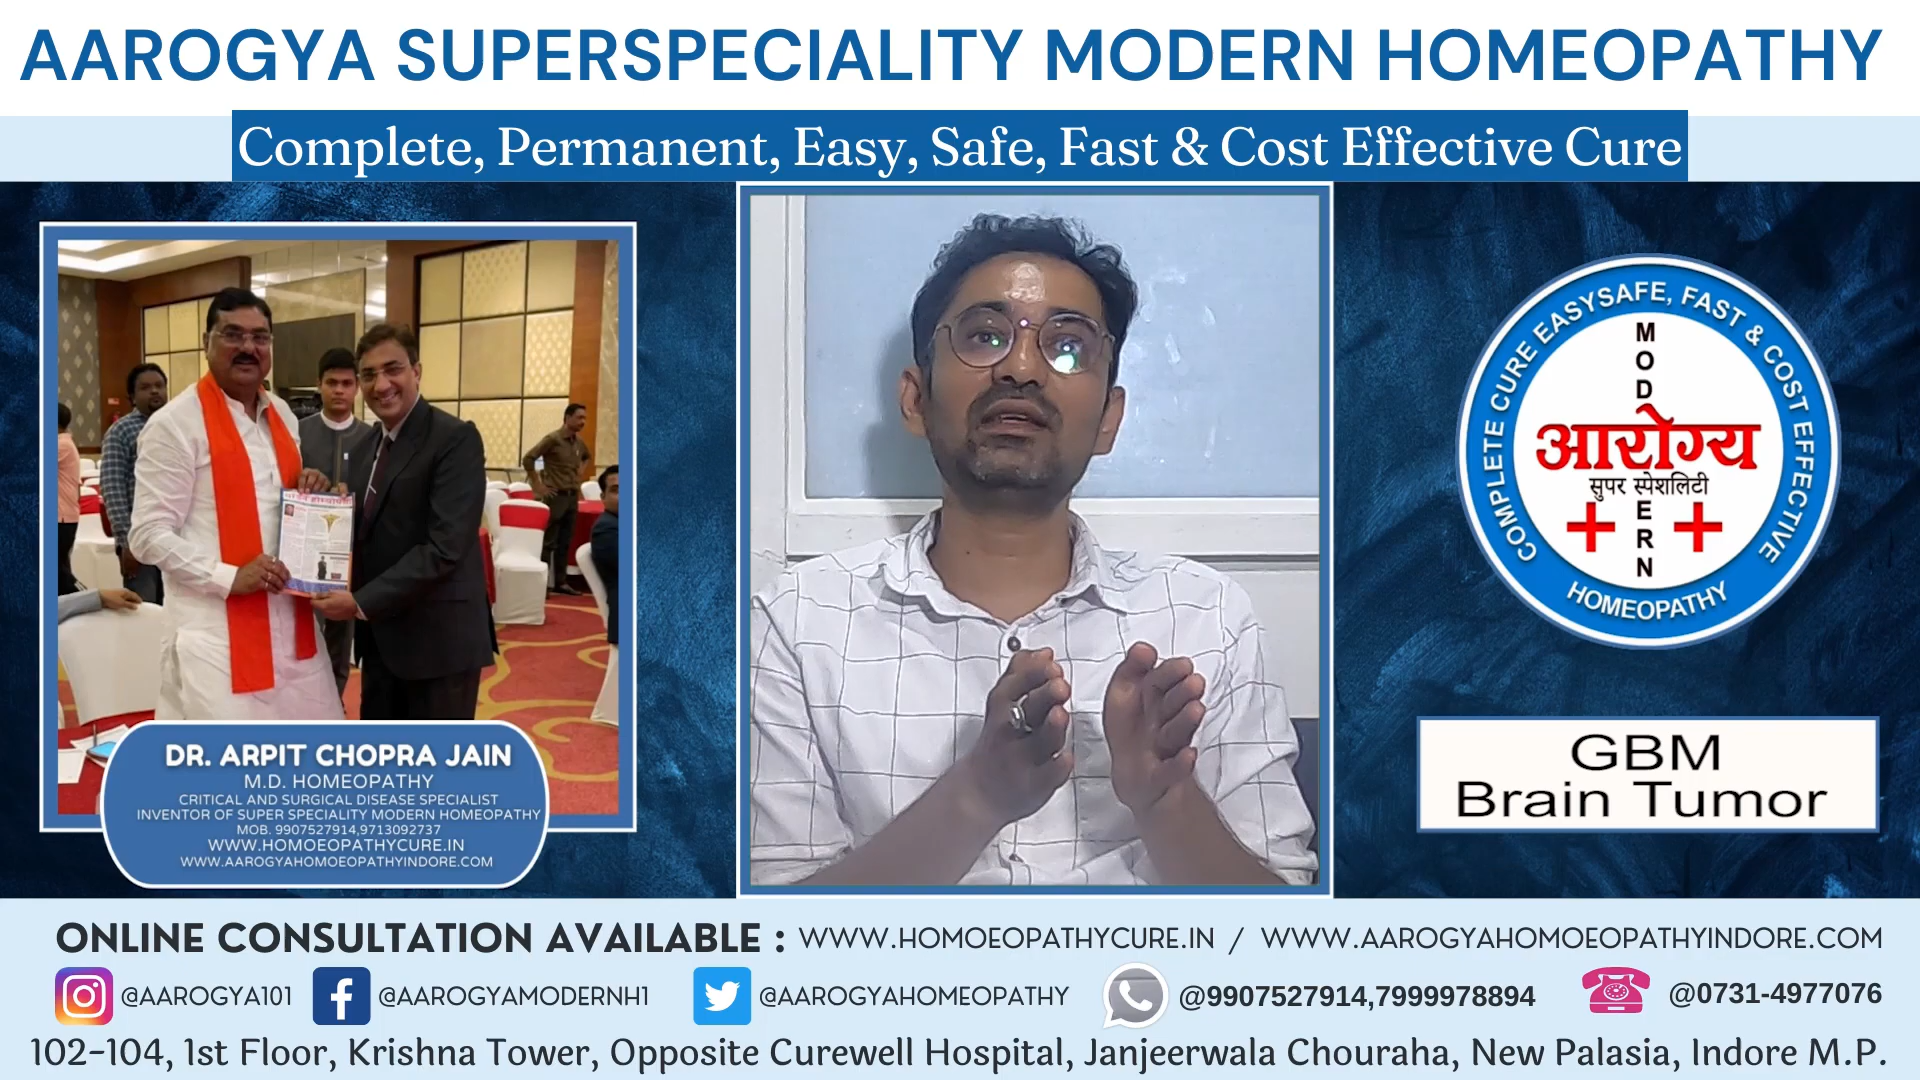 AAROGYA SUPERSPECIALITY MODERN HOMEOPATHY
Complete, Permanent, Easy, Safe, Fast & Cost Effective Cure
DR. ARPIT CHOPRA JAIN
M.D. HOMEOPATHY
CRITICAL AND SURGICAL DISEASE SPECIALIST
INVENTOR OF SUPER SPECIALITY MODERN HOMEOPATHY
MOB. 9907527914,9713092737
WWW.HOMOEOPATHYCURE.IN
WWW.AAROGYAHOMOEOPATHYINDORE.COM
COMPLETE CURE EASYSAFE, FAST & COST EFFECTIVE
MODERN
आरोग्य
सुपर स्पेशलिटी
HOMEOPATHY
GBM
Brain Tumor
ONLINE CONSULTATION AVAILABLE : WWW.HOMOEOPATHYCURE.IN / WWW.AAROGYAHOMOEOPATHYINDORE.COM
@AAROGYA101 @AAROGYAMODERNH1 @AAROGYAHOMEOPATHY @9907527914,7999978894 @0731-4977076
102-104, 1st Floor, Krishna Tower, Opposite Curewell Hospital, Janjeerwala Chouraha, New Palasia, Indore M.P.